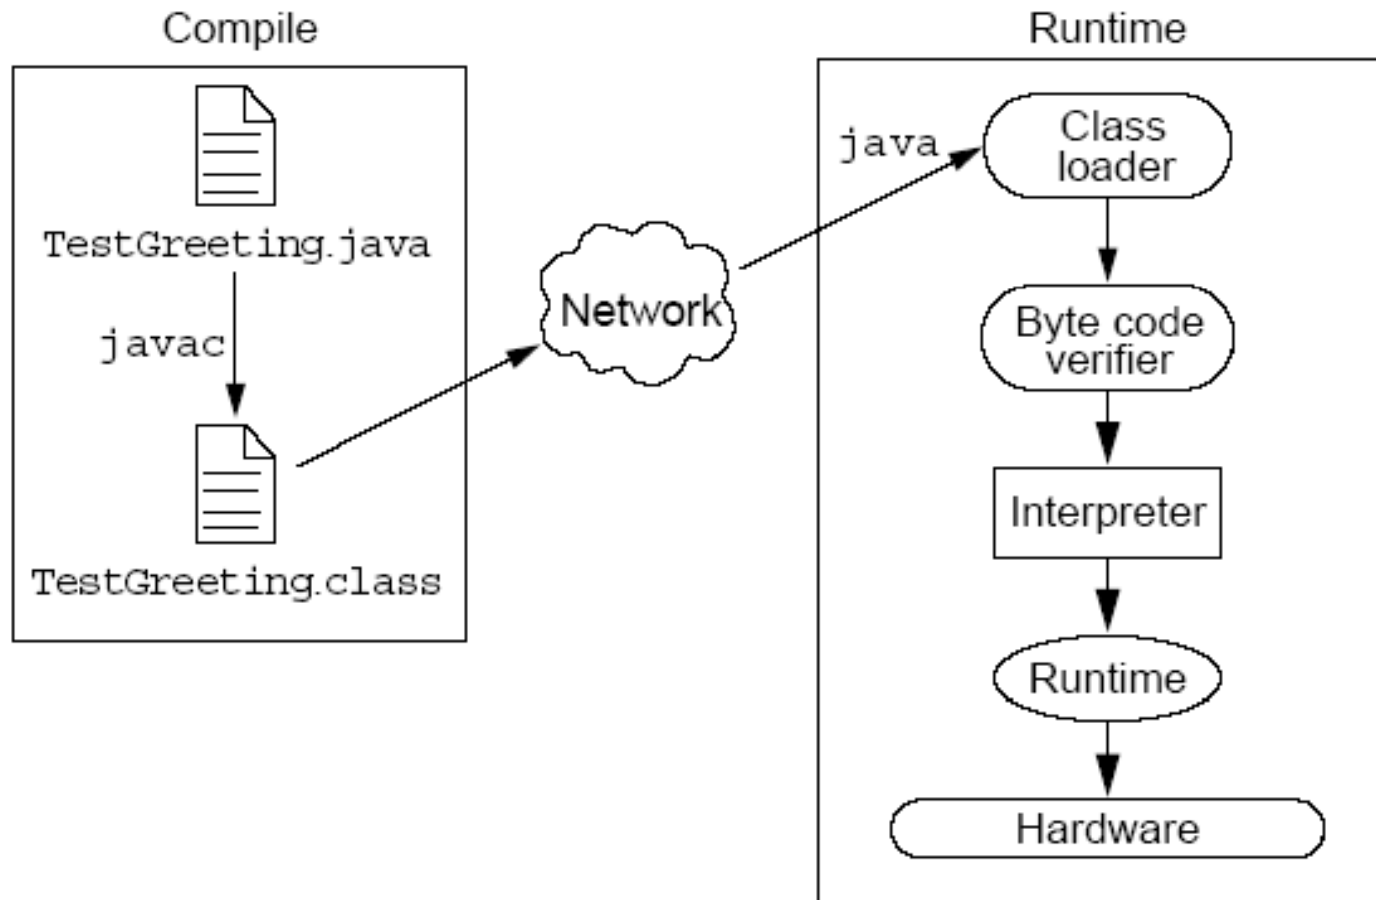 Compile
TestGreeting.java
javac
TestGreeting.class
Network
Runtime
java
Class
loader
Byte code
verifier
Interpreter
Runtime
Hardware